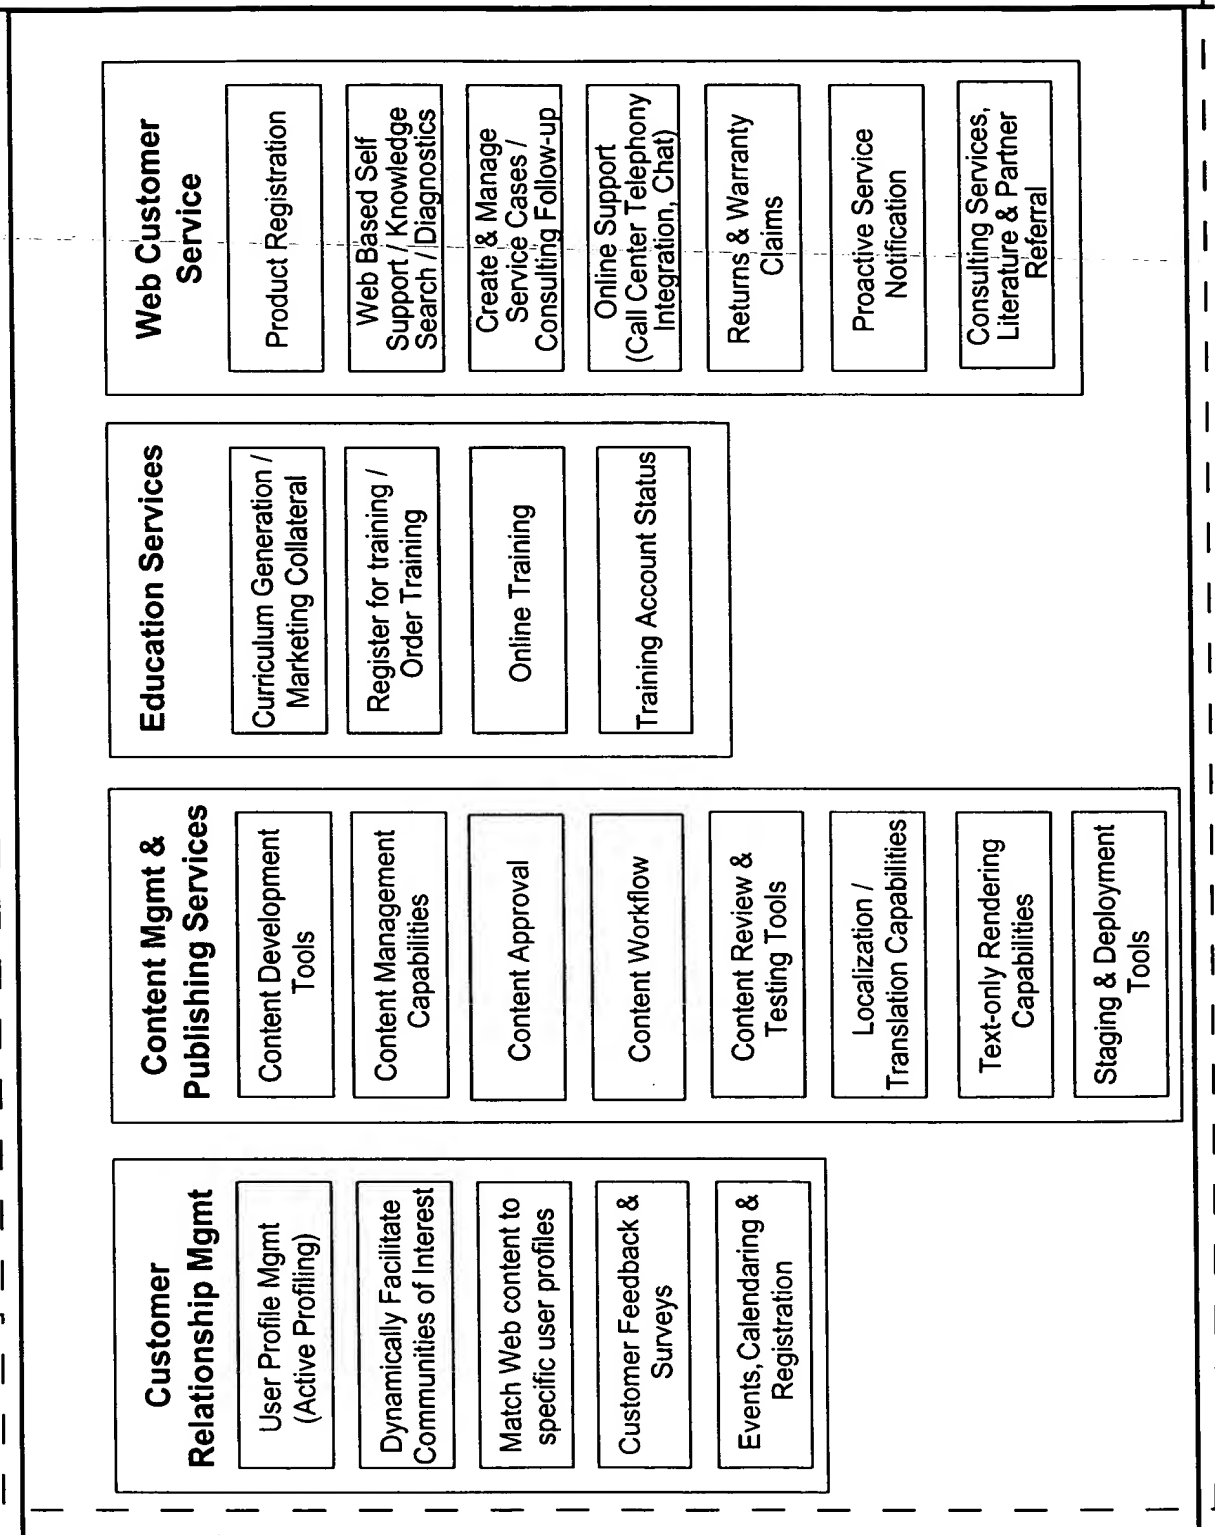 Customer
Relationship Mgmt
User Profile Mgmt
(Active Profiling)
Dynamically Facilitate
Communities of Interest
Match Web content to
specific user profiles
Customer Feedback &
Surveys
Events, Calendaring &
Registration
Content Mgmt &
Publishing Services
Content Development
Tools
Content Management
Capabilities
Content Approval
Content Workflow
Content Review &
Testing Tools
Localization /
Translation Capabilities
Text-only Rendering
Capabilities
Staging & Deployment
Tools
Education Services
Curriculum Generation /
Marketing Collateral
Register for training /
Order Training
Online Training
Training Account Status
Web Customer
Service
Product Registration
Web Based Self
Support / Knowledge
Search / Diagnostics
Create & Manage
Service Cases /
Consulting Follow-up
Online Support
(Call Center Telephony
Integration, Chat)
Returns & Warranty
Claims
Proactive Service
Notification
Consulting Services,
Literature & Partner
Referral